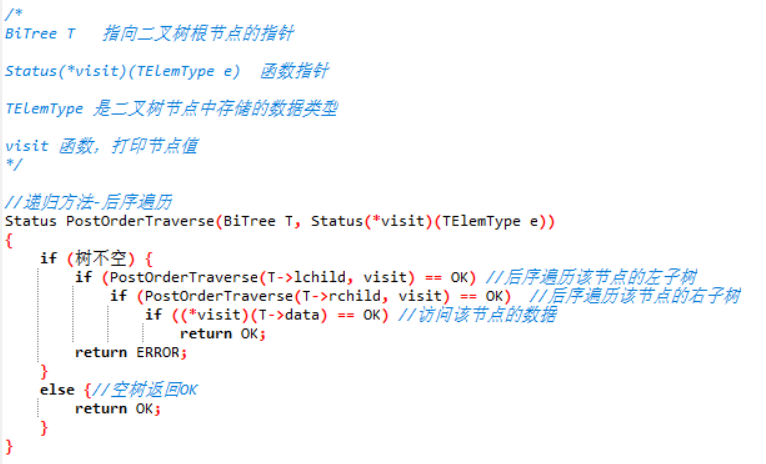 /*
BiTree T   指向二叉树根节点的指针
Status(*visit)(TElemType e)  函数指针
TElemType 是二叉树节点中存储的数据类型
visit 函数，打印节点值
*/
//递归方法-后序遍历
Status PostOrderTraverse(BiTree T, Status(*visit)(TElemType e))
{
    if (树不空) {
        if (PostOrderTraverse(T->lchild, visit) == OK) //后序遍历该节点的左子树
            if (PostOrderTraverse(T->rchild, visit) == OK)  //后序遍历该节点的右子树
                if ((*visit)(T->data) == OK) //访问该节点的数据
                    return OK;
        return ERROR;
    }
    else {//空树返回OK
        return OK;
    }
}